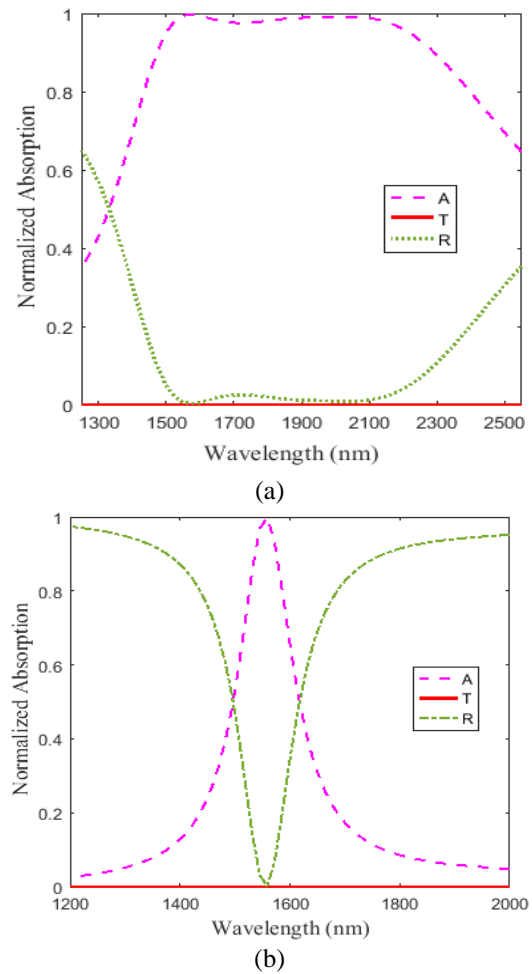 Normalized Absorption
1
0.8
0.6
0.4
0.2
0
A
T
R
1300 1500 1700 1900 2100 2300 2500
Wavelength (nm)
(a)
Normalized Absorption
1
0.8
0.6
0.4
0.2
0
A
T
R
1200 1400 1600 1800 2000
Wavelength (nm)
(b)